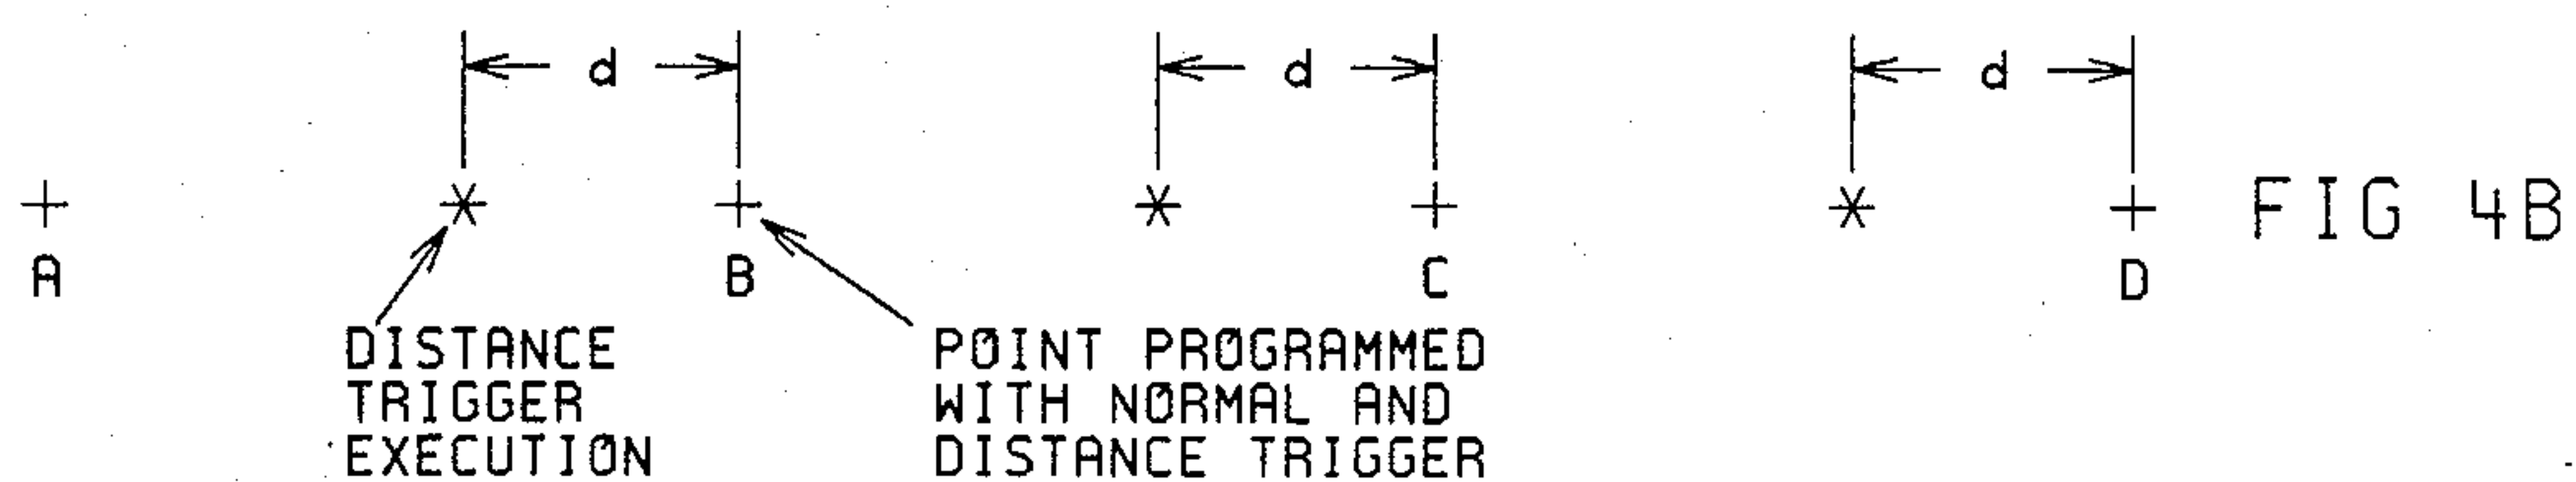 d d d
FIG 4B
A B C D
DISTANCE
TRIGGER
EXECUTION
POINT PROGRAMMED
WITH NORMAL AND
DISTANCE TRIGGER